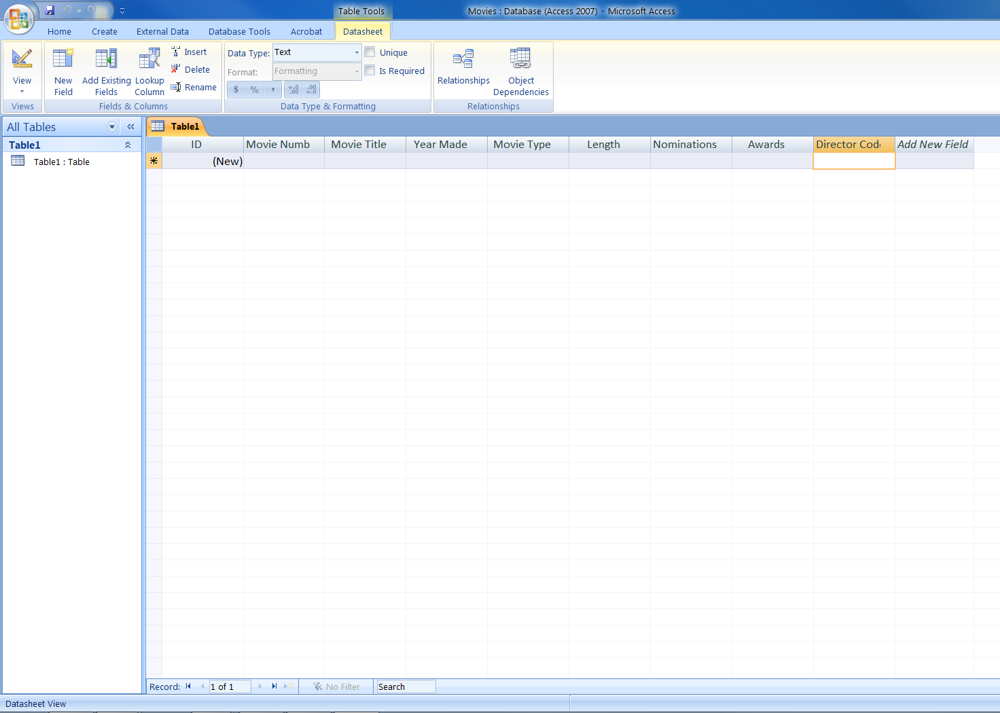 Table Tools
Movies : Database (Access 2007) - Microsoft Access
Home Create External Data Database Tools Acrobat Datasheet
View
New Field
Add Existing Fields
Lookup Column
Insert
Delete
Rename
Data Type: Text
Format: Formatting
$ % ,
.00 .0
.00 .0
Unique
Is Required
Relationships
Object Dependencies
Views
Fields & Columns
Data Type & Formatting
Relationships
All Tables
Table1
Table1 : Table
Table1
ID Movie Numb Movie Title Year Made Movie Type Length Nominations Awards Director Cod Add New Field
(New)
Record: 1 of 1 No Filter Search
Datasheet View